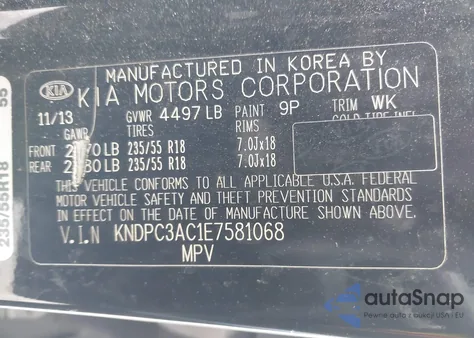 MANUFACTURED IN KOREA BY
KIA KIA MOTORS CORPORATION
11/13 GVWR 4497 LB PAINT 9P TRIM WK
GAWR TIRES RIMS
FRONT LB 235/55 R18 7.0Jx18
REAR LB 235/55 R18 7.0Jx18
THIS VEHICLE CONFORMS TO ALL APPLICABLE U.S.A. FEDERAL
MOTOR VEHICLE SAFETY AND THEFT PREVENTION STANDARDS
IN EFFECT ON THE DATE OF MANUFACTURE SHOWN ABOVE.
V.I.N KNDPC3AC1E7581068
MPV
235/55R18 55
autoSnap